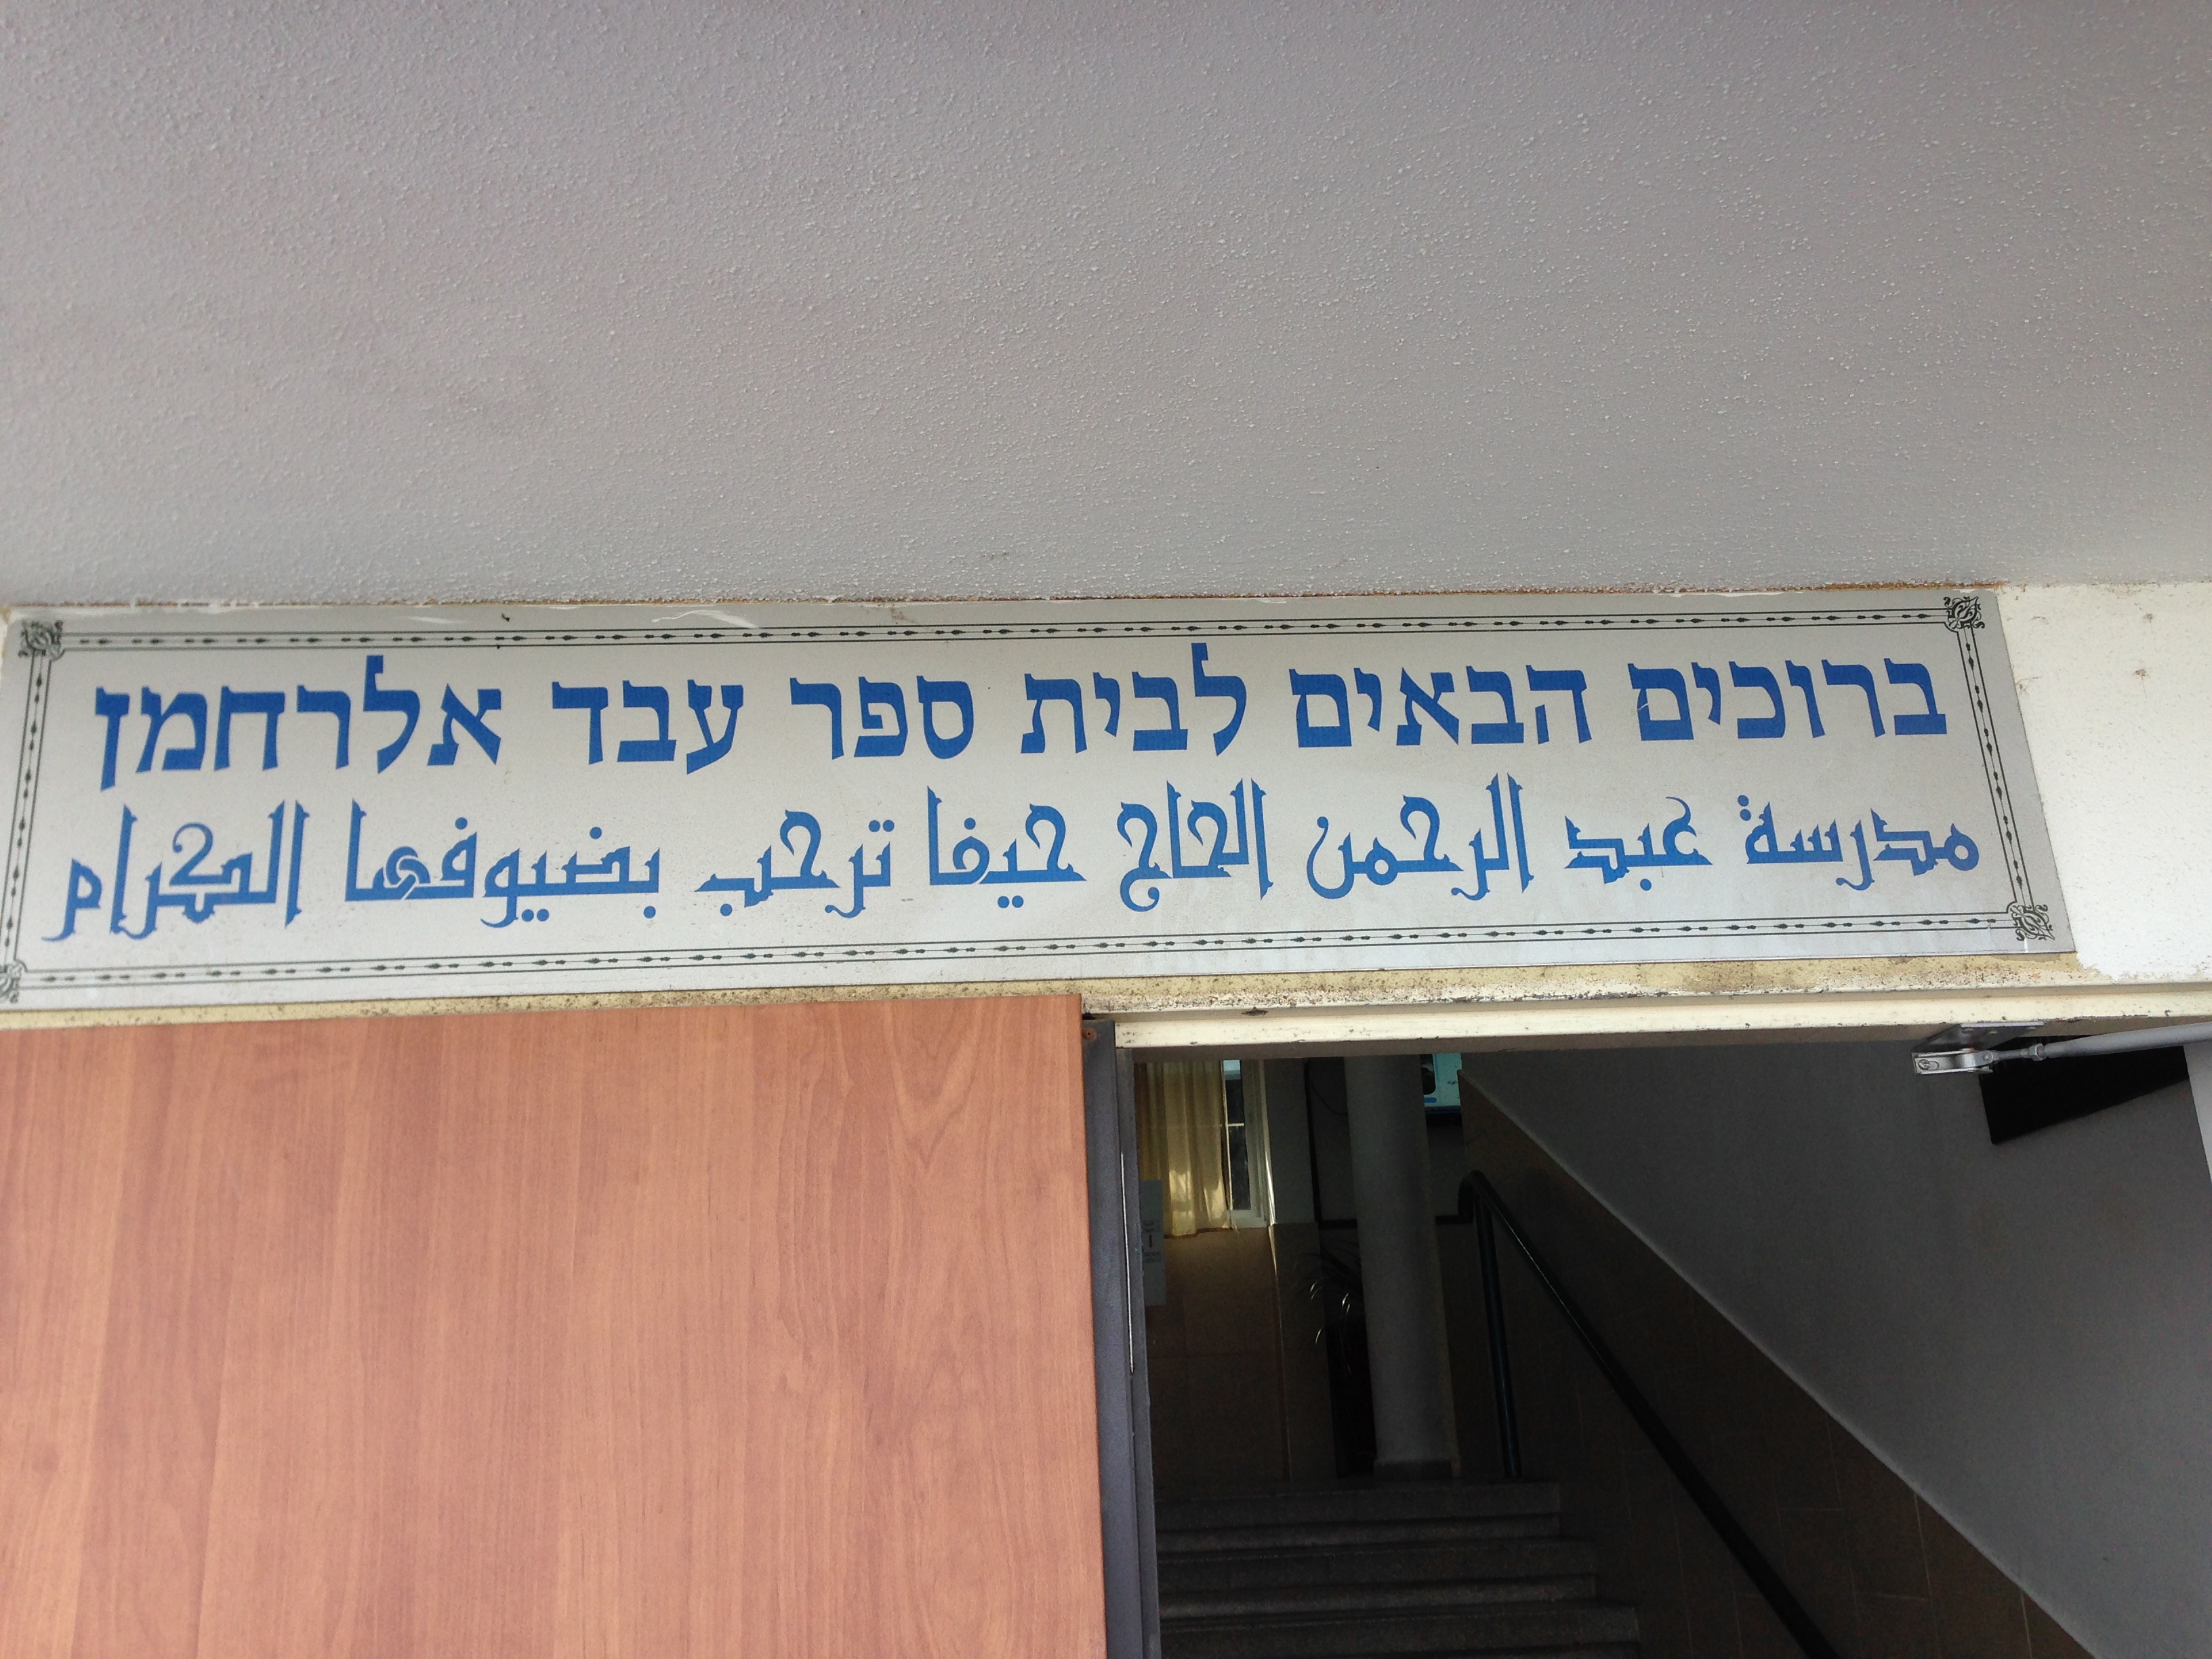 ברוכים הבאים לבית ספר עבד אלרחמן
مدرسة عبد الرحمن الحاج حيفا ترحب بضيوفها الكرام